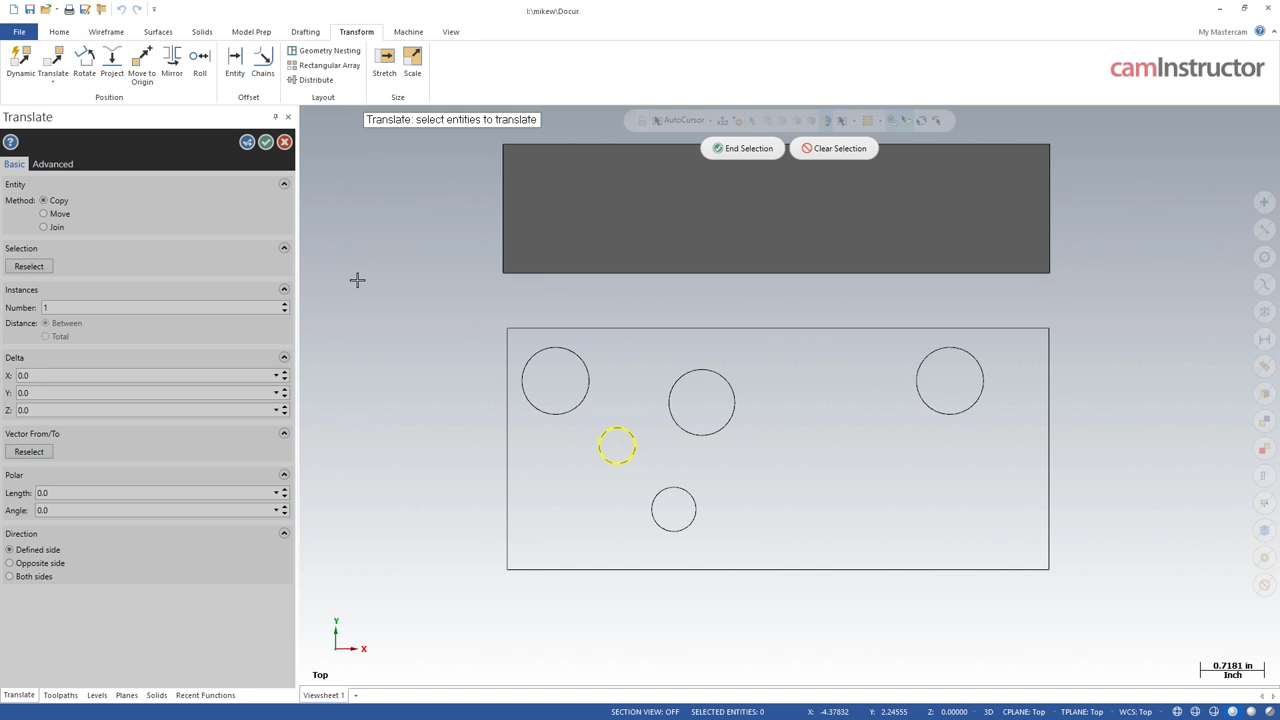 I:\mikew\Docur.
File Home Wireframe Surfaces Solids Model Prep Drafting Transform Machine View My Mastercam
Dynamic Translate Rotate Project Move to Origin Mirror Roll Entity Chains Geometry Nesting Rectangular Array Distribute Stretch Scale
Position Offset Layout Size
camInstructor
Translate
Translate: select entities to translate
AutoCursor
End Selection Clear Selection
Basic Advanced
Entity
Method: Copy
Move
Join
Selection
Reselect
Instances
Number: 1
Distance: Between
Total
Delta
X: 0.0
Y: 0.0
Z: 0.0
Vector From/To
Reselect
Polar
Length: 0.0
Angle: 0.0
Direction
Defined side
Opposite side
Both sides
Y
X
Top
0.7181 in
Inch
Translate Toolpaths Levels Planes Solids Recent Functions Viewsheet 1 +
SECTION VIEW: OFF SELECTED ENTITIES: 0 X: -4.37832 Y: 2.24555 Z: 0.00000 3D CPLANE: Top TPLANE: Top WCS: Top